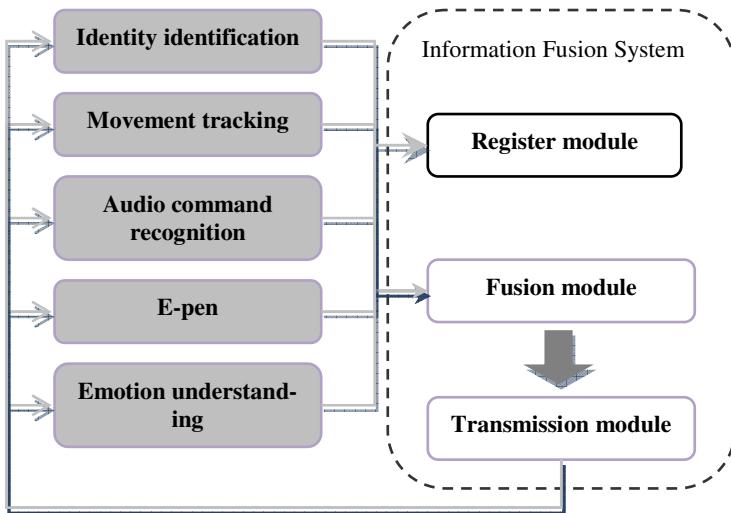 Identity identification
Movement tracking
Audio command
recognition
E-pen
Emotion understand-
ing
Information Fusion System
Register module
Fusion module
Transmission module